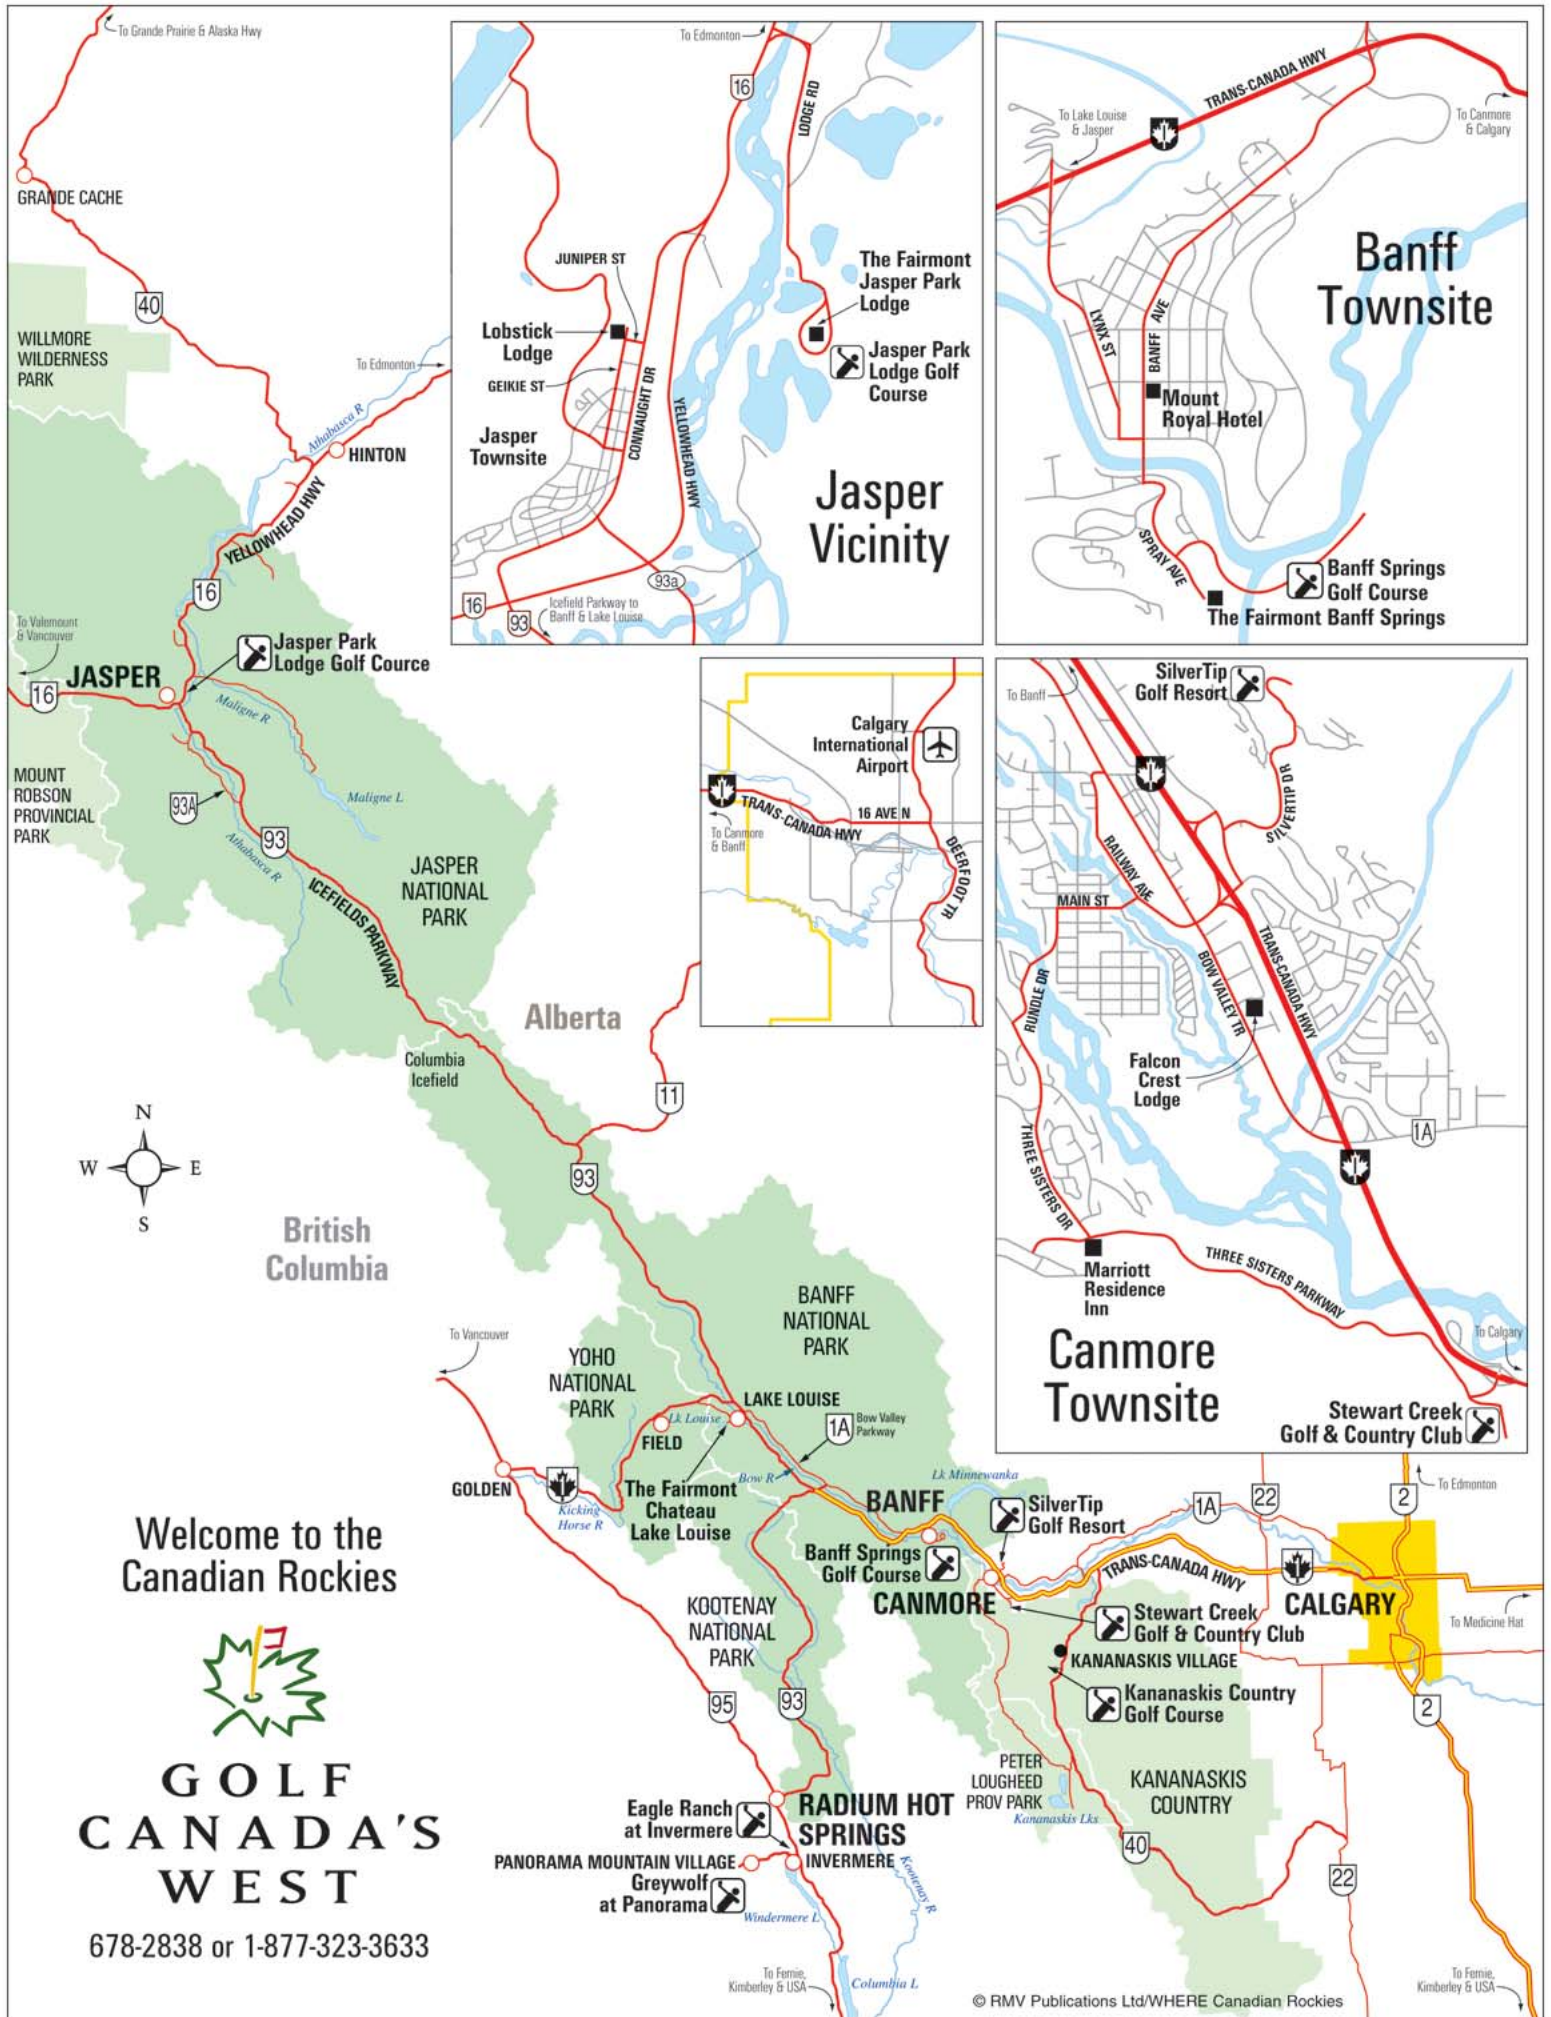 To Grande Prairie & Alaska Hwy
GRANDE CACHE
40
WILLMORE
WILDERNESS
PARK
To Edmonton
Athabasca R
HINTON
YELLOWHEAD HWY
16
To Valemount
& Vancouver
Jasper Park
Lodge Golf Cource
JASPER
16
Maligne R
MOUNT
ROBSON
PROVINCIAL
PARK
93A
Maligne L
93
Athabasca R
JASPER
NATIONAL
PARK
ICEFIELDS PARKWAY
Alberta
Columbia
Icefield
11
N
W
E
S
93
British
Columbia
BANFF
NATIONAL
PARK
To Vancouver
YOHO
NATIONAL
PARK
LAKE LOUISE
Lk Louise
1A
Bow Valley
Parkway
FIELD
GOLDEN
Kicking
Horse R
The Fairmont
Chateau
Lake Louise
Bow R
Lk Minnewanka
BANFF
SilverTip
Golf Resort
Banff Springs
Golf Course
CANMORE
1A
22
2
To Edmonton
TRANS-CANADA HWY
CALGARY
To Medicine Hat
Stewart Creek
Golf & Country Club
KANANASKIS VILLAGE
Kananaskis Country
Golf Course
KOOTENAY
NATIONAL
PARK
95
93
2
PETER
LOUGHEED
PROV PARK
Kananaskis Lks
KANANASKIS
COUNTRY
40
22
Eagle Ranch
at Invermere
RADIUM HOT
SPRINGS
PANORAMA MOUNTAIN VILLAGE
INVERMERE
Greywolf
at Panorama
Windermere L
Kootenay R
To Fernie,
Kimberley & USA
Columbia L
To Fernie,
Kimberley & USA
© RMV Publications Ltd/WHERE Canadian Rockies
Welcome to the
Canadian Rockies
GOLF
CANADA'S
WEST
678-2838 or 1-877-323-3633
To Edmonton
16
LODGE RD
JUNIPER ST
The Fairmont
Jasper Park
Lodge
Lobstick
Lodge
GEIKIE ST
Jasper Park
Lodge Golf
Course
CONNAUGHT DR
YELLOWHEAD HWY
Jasper
Townsite
Jasper
Vicinity
93a
16
93
Icefield Parkway to
Banff & Lake Louise
TRANS-CANADA HWY
To Lake Louise
& Jasper
To Canmore
& Calgary
Banff
Townsite
LYNX ST
BANFF AVE
Mount
Royal Hotel
SPRAY AVE
Banff Springs
Golf Course
The Fairmont Banff Springs
Calgary
International
Airport
TRANS-CANADA HWY
16 AVE N
To Canmore
& Banff
DEERFOOT TR
SilverTip
Golf Resort
To Banff
SILVERTIP DR
RAILWAY AVE
MAIN ST
RUNDLE DR
BOW VALLEY TR
TRANS-CANADA HWY
Falcon
Crest
Lodge
1A
THREE SISTERS DR
Marriott
Residence
Inn
THREE SISTERS PARKWAY
To Calgary
Canmore
Townsite
Stewart Creek
Golf & Country Club